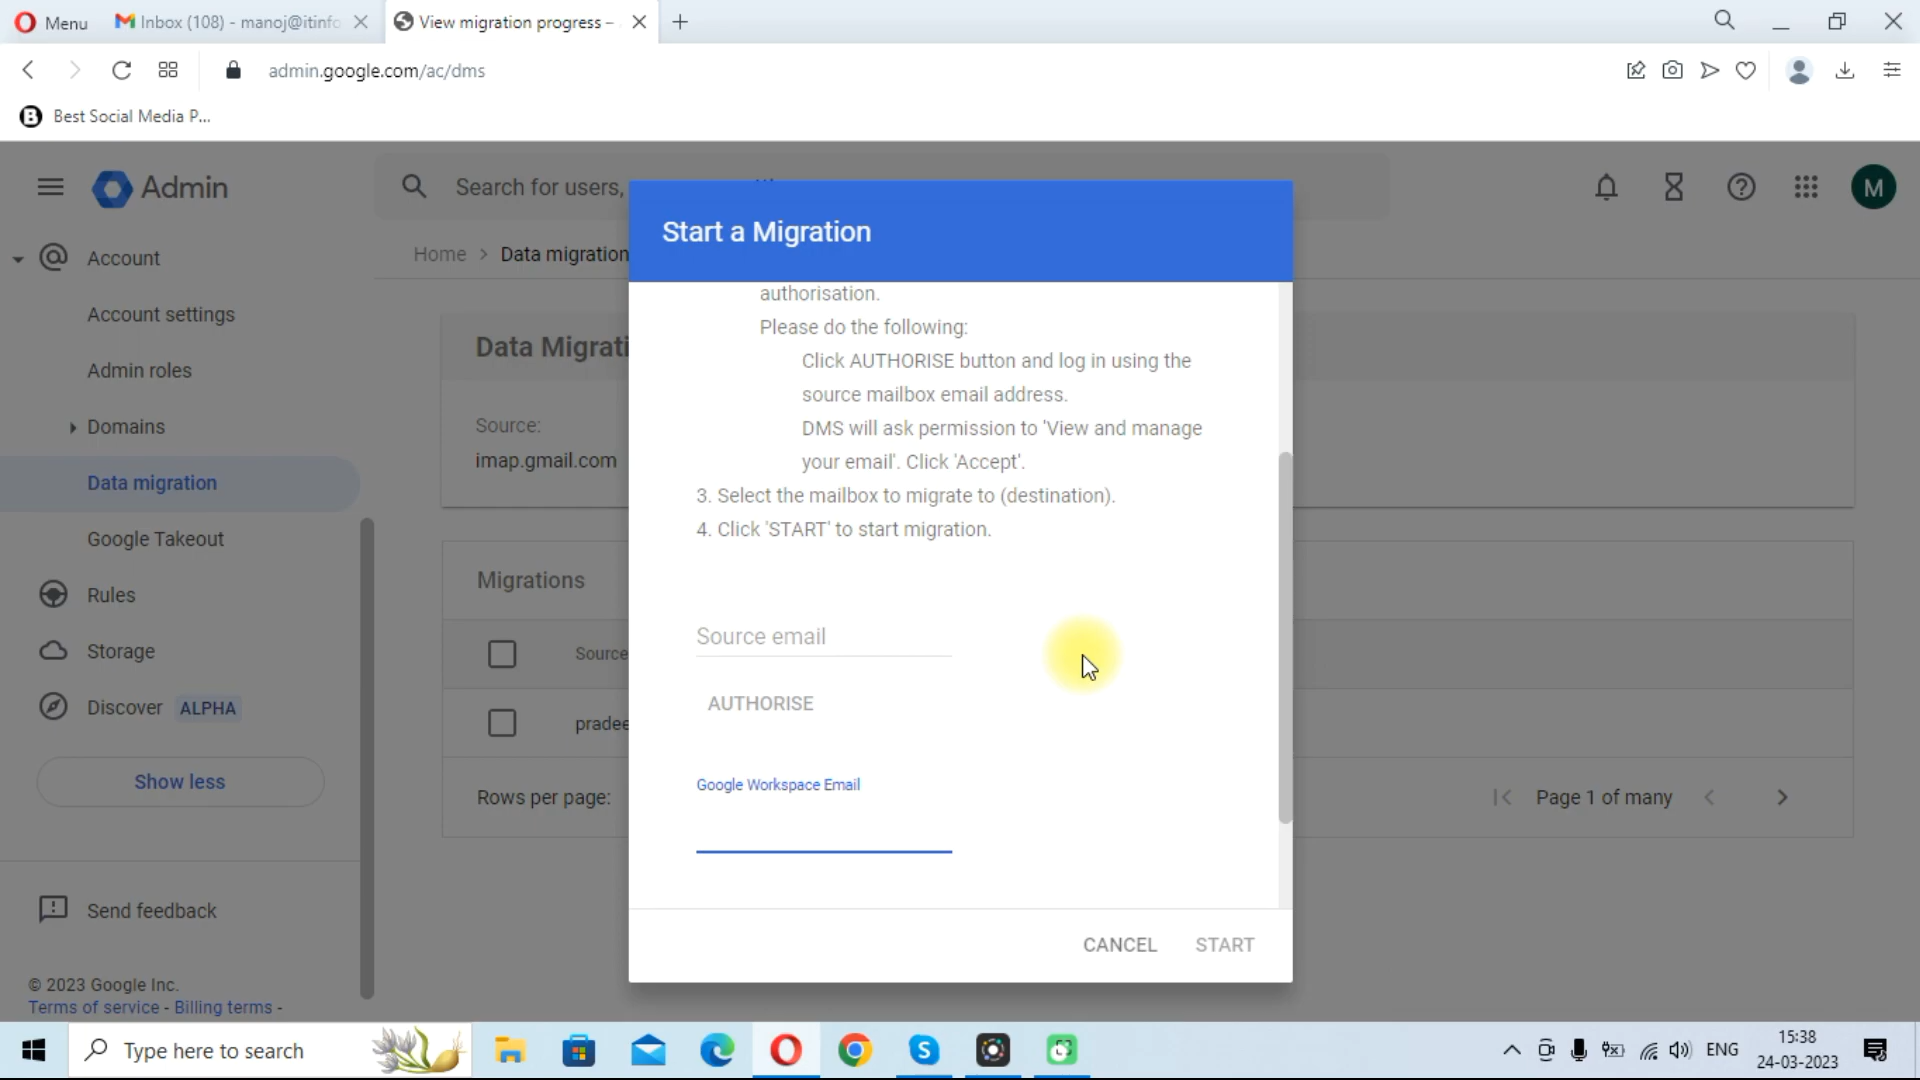 Menu
Inbox (108) - manoj@itinfo
View migration progress –
admin.google.com/ac/dms
Best Social Media P...
Admin
Search for users,
M
Account
Account settings
Admin roles
Domains
Data migration
Google Takeout
Rules
Storage
Discover ALPHA
Show less
Send feedback
© 2023 Google Inc.
Terms of service - Billing terms -
Home > Data migration
Data Migrati
Source:
imap.gmail.com
Migrations
Source
pradee
Rows per page:
Page 1 of many
Start a Migration
authorisation.
Please do the following:
Click AUTHORISE button and log in using the
source mailbox email address.
DMS will ask permission to 'View and manage
your email'. Click 'Accept'.
3. Select the mailbox to migrate to (destination).
4. Click 'START' to start migration.
Source email
AUTHORISE
Google Workspace Email
CANCEL START
Type here to search
ENG
15:38
24-03-2023